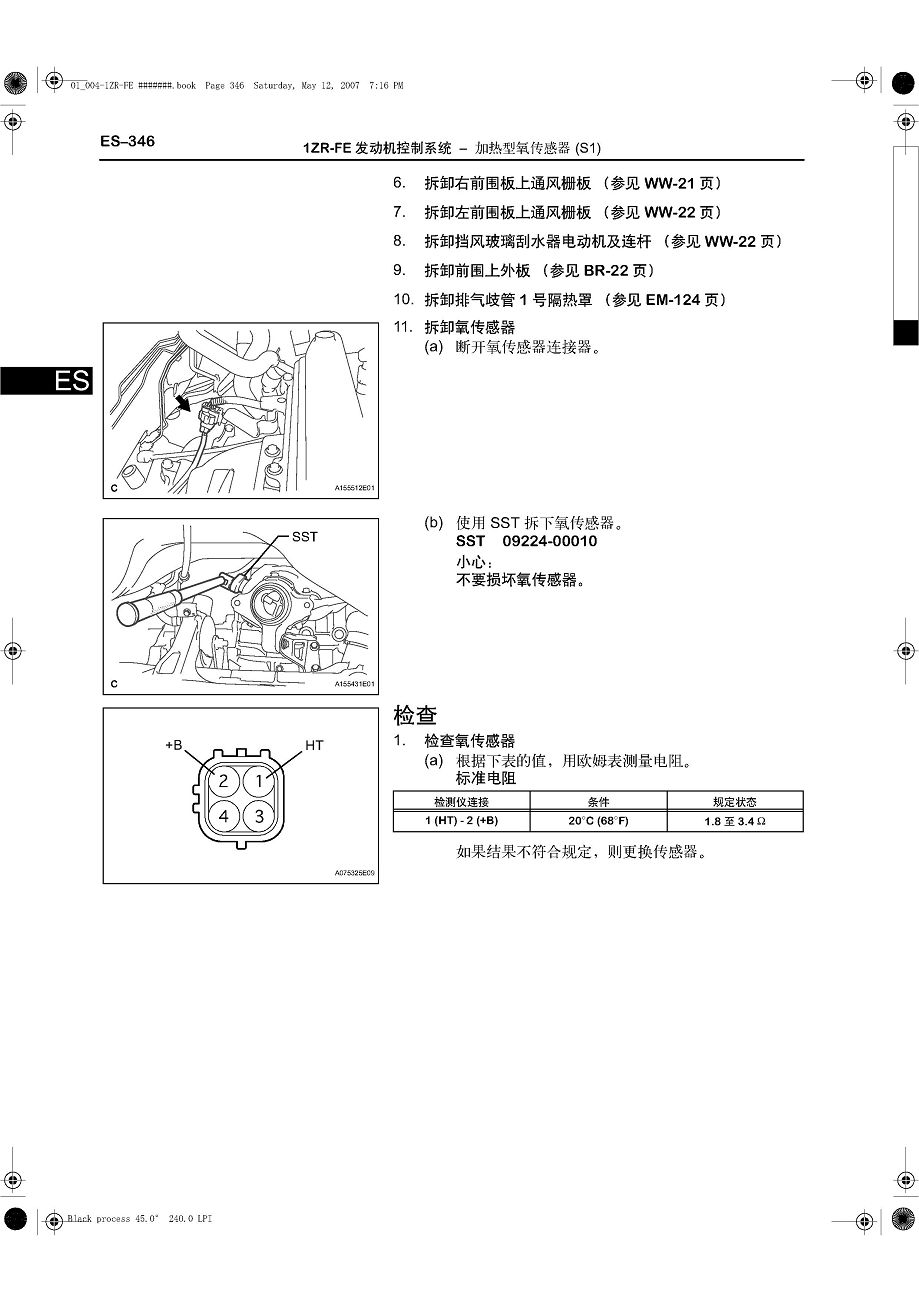 01_004-1ZR-FE #######.book Page 346 Saturday, May 12, 2007 7:16 PM
ES–346
1ZR-FE 发动机控制系统 – 加热型氧传感器 (S1)
6. 拆卸右前围板上通风栅板 （参见 WW-21 页）
7. 拆卸左前围板上通风栅板 （参见 WW-22 页）
8. 拆卸挡风玻璃刮水器电动机及连杆 （参见 WW-22 页）
9. 拆卸前围上外板 （参见 BR-22 页）
10. 拆卸排气歧管 1 号隔热罩 （参见 EM-124 页）
11. 拆卸氧传感器
(a) 断开氧传感器连接器。
ES
C
A155512E01
(b) 使用 SST 拆下氧传感器。
SST 09224-00010
小心：
不要损坏氧传感器。
SST
C
A155431E01
检查
1. 检查氧传感器
(a) 根据下表的值，用欧姆表测量电阻。
标准电阻
检测仪连接 条件 规定状态
1 (HT) - 2 (+B) 20°C (68°F) 1.8 至 3.4 Ω
如果结果不符合规定，则更换传感器。
+B HT
2 1
4 3
A075325E09
Black process 45.0° 240.0 LPI